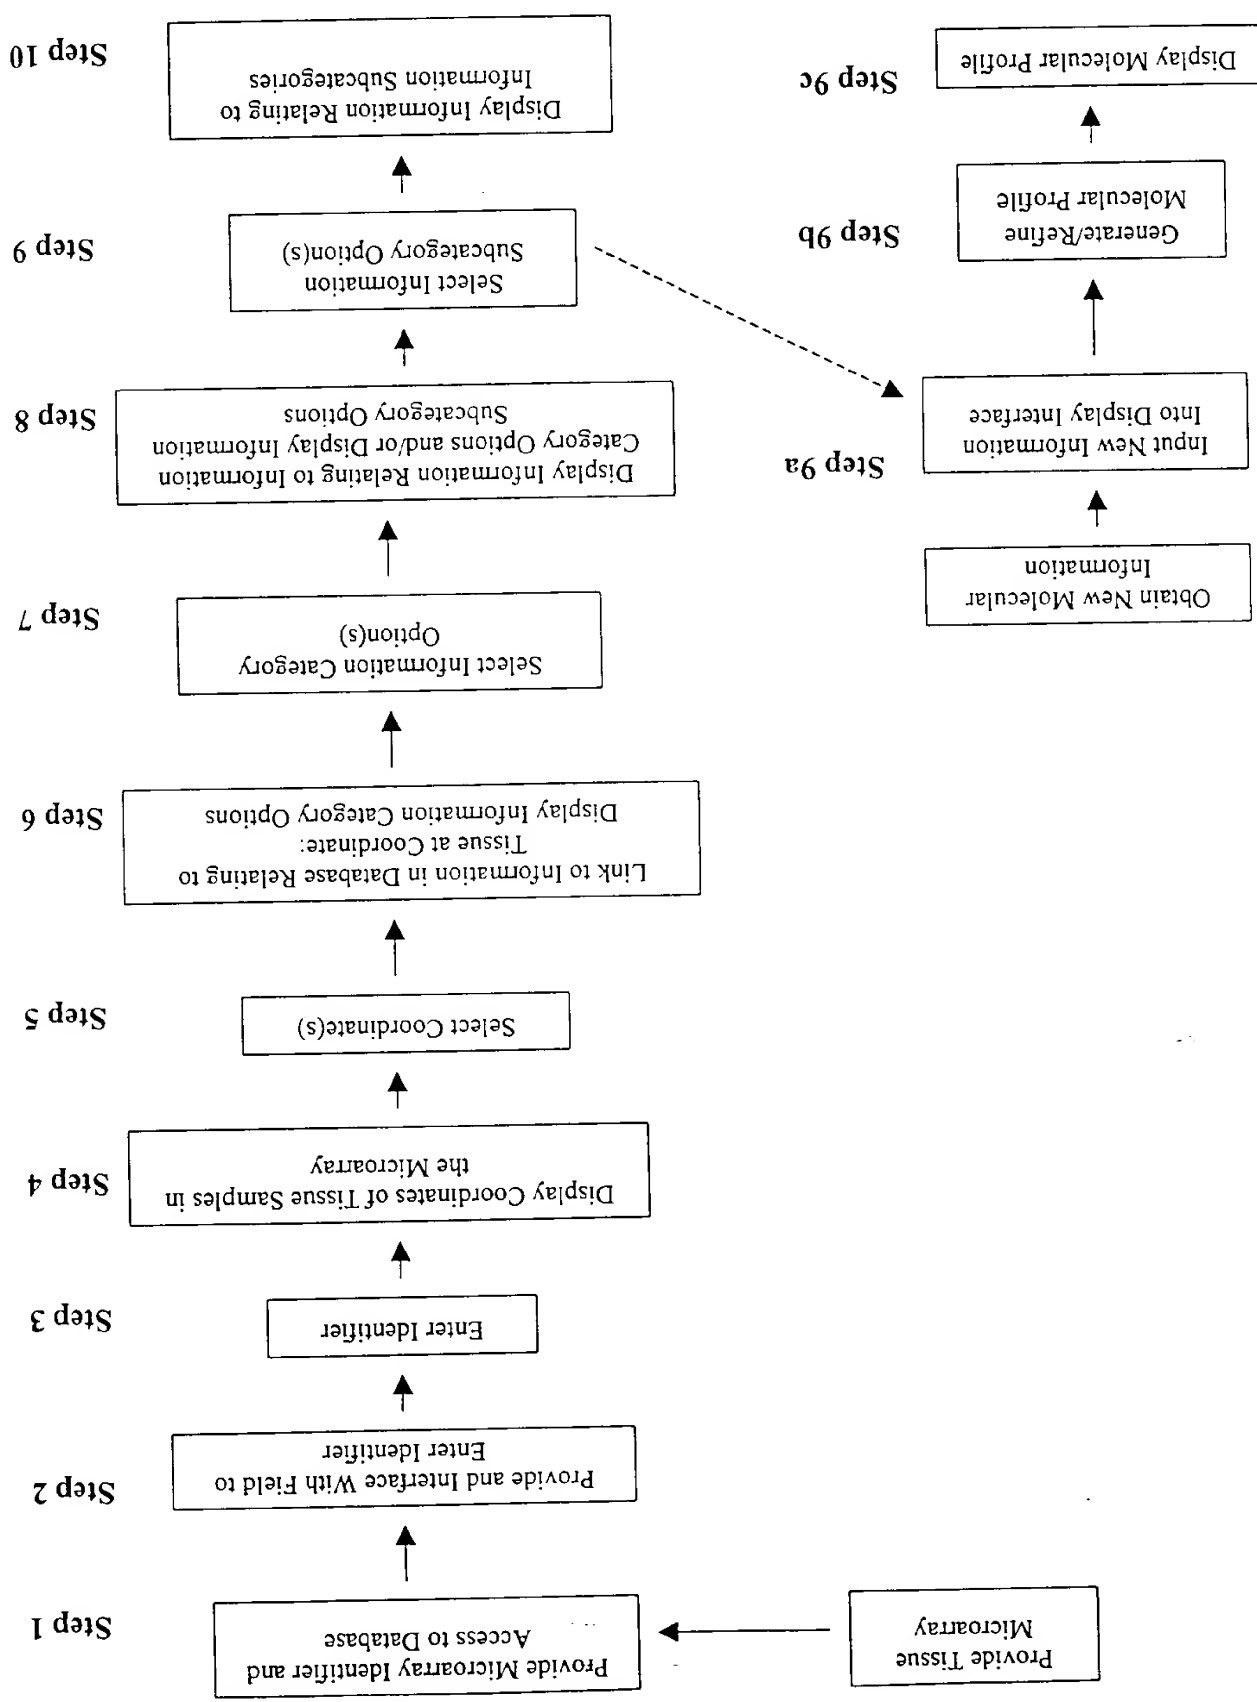 Provide Tissue
Microarray
Provide Microarray Identifier and
Access to Database
Step 1
Provide and Interface With Field to
Enter Identifier
Step 2
Enter Identifier
Step 3
Display Coordinates of Tissue Samples in
the Microarray
Step 4
Select Coordinate(s)
Step 5
Link to Information in Database Relating to
Tissue at Coordinate:
Display Information Category Options
Step 6
Select Information Category
Option(s)
Step 7
Display Information Relating to Information
Category Options and/or Display Information
Subcategory Options
Step 8
Select Information
Subcategory Option(s)
Step 9
Display Information Relating to
Information Subcategories
Step 10
Obtain New Molecular
Information
Input New Information
Into Display Interface
Step 9a
Generate/Refine
Molecular Profile
Step 9b
Display Molecular Profile
Step 9c